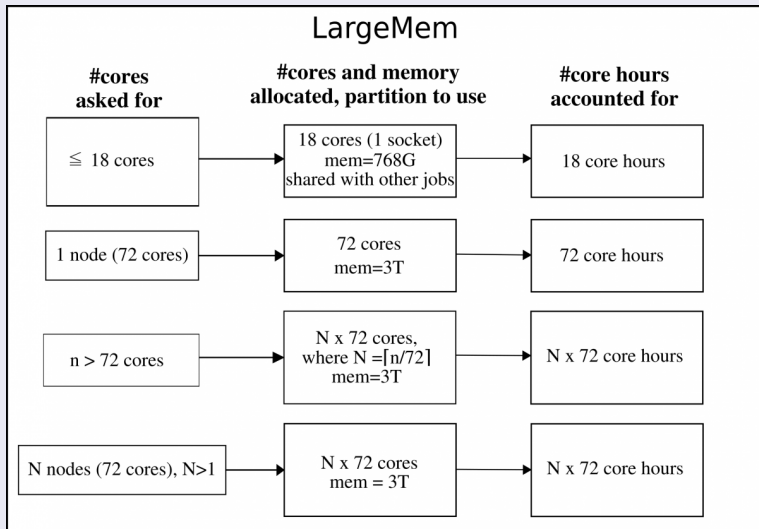 LargeMem
#cores
asked for
#cores and memory
allocated, partition to use
#core hours
accounted for
≦ 18 cores
18 cores (1 socket)
mem=768G
shared with other jobs
18 core hours
1 node (72 cores)
72 cores
mem=3T
72 core hours
n > 72 cores
N x 72 cores,
where N =⌈n/72⌉
mem=3T
N x 72 core hours
N nodes (72 cores), N>1
N x 72 cores
mem = 3T
N x 72 core hours